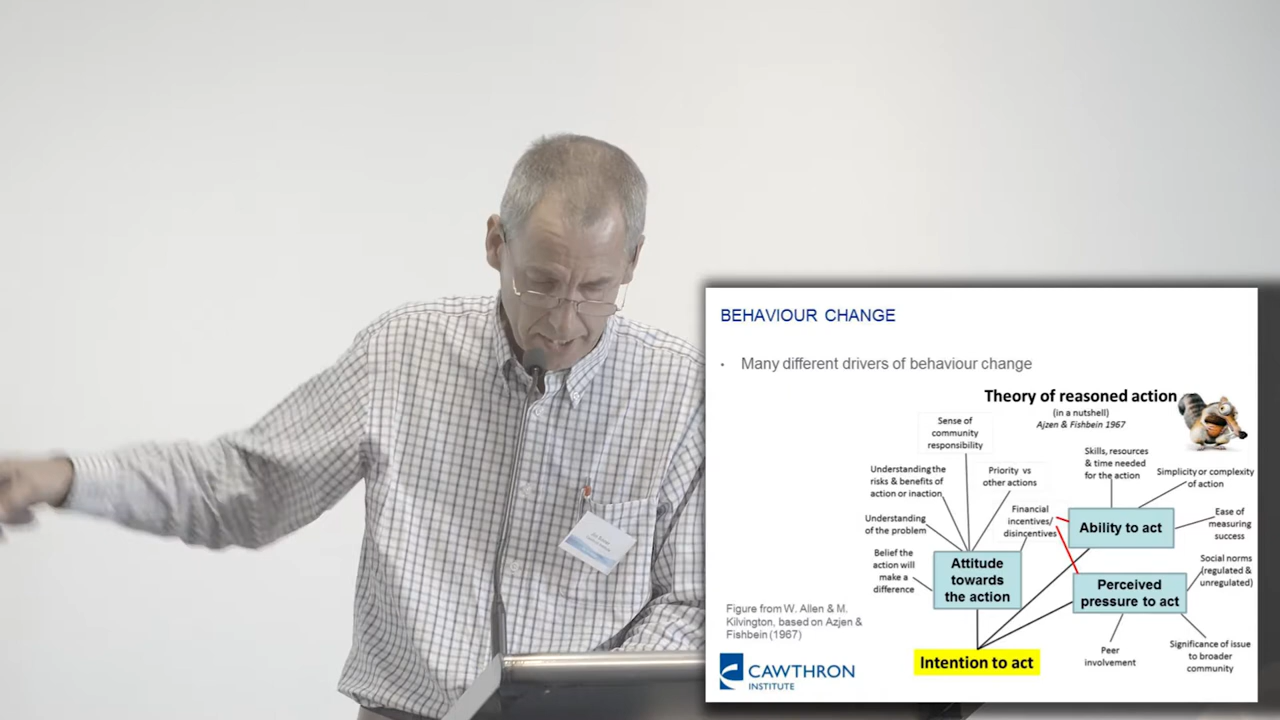 BEHAVIOUR CHANGE
• Many different drivers of behaviour change
Theory of reasoned action
(in a nutshell)
Ajzen & Fishbein 1967
Sense of
community
responsibility
Understanding the
risks & benefits of
action or inaction
Priority vs
other actions
Understanding
of the problem
Financial
incentives/
disincentives
Belief the
action will
make a
difference
Attitude
towards
the action
Skills, resources
& time needed
for the action
Simplicity or complexity
of action
Ability to act
Ease of
measuring
success
Social norms
(regulated &
unregulated)
Perceived
pressure to act
Peer
involvement
Significance of issue
to broader
community
Intention to act
Figure from W. Allen & M.
Kilvington, based on Azjen &
Fishbein (1967)
CAWTHRON
INSTITUTE